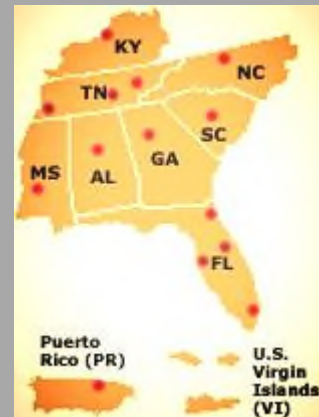 KY
NC
TN
SC
MS
AL
GA
FL
Puerto
Rico (PR)
U.S.
Virgin
Islands
(VI)